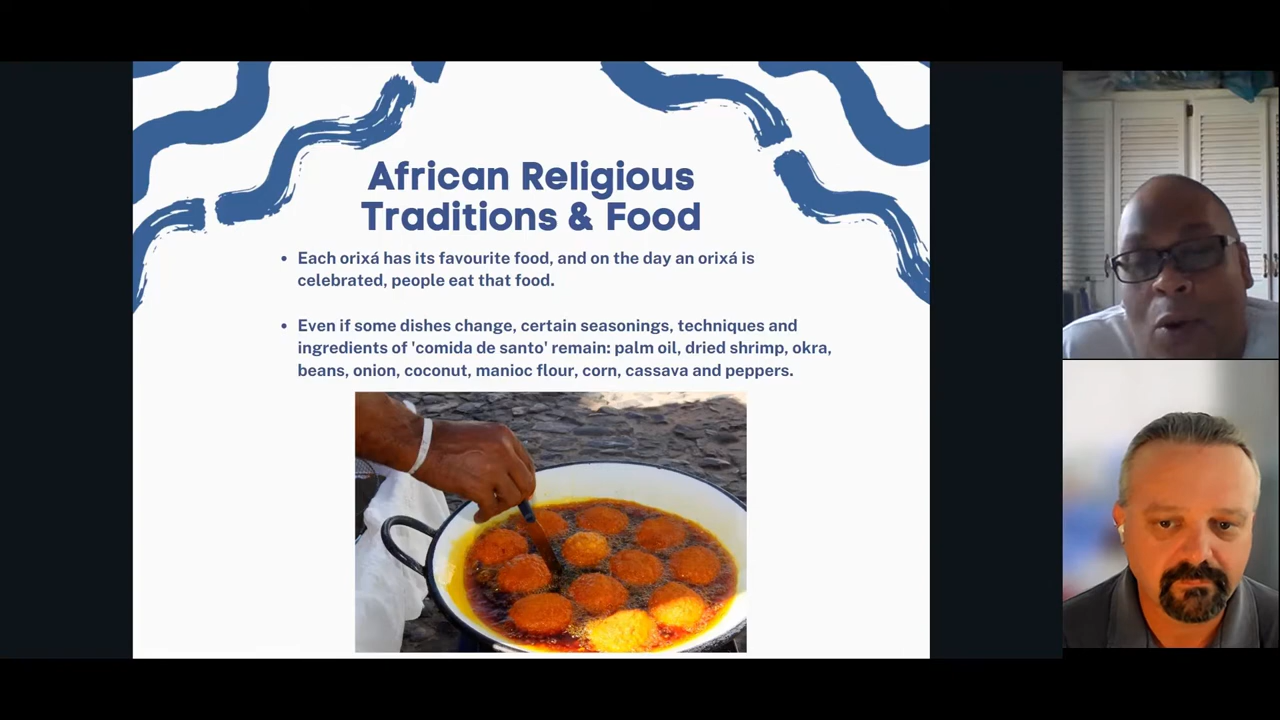 African Religious
Traditions & Food
• Each orixá has its favourite food, and on the day an orixá is
celebrated, people eat that food.
• Even if some dishes change, certain seasonings, techniques and
ingredients of 'comida de santo' remain: palm oil, dried shrimp, okra,
beans, onion, coconut, manioc flour, corn, cassava and peppers.